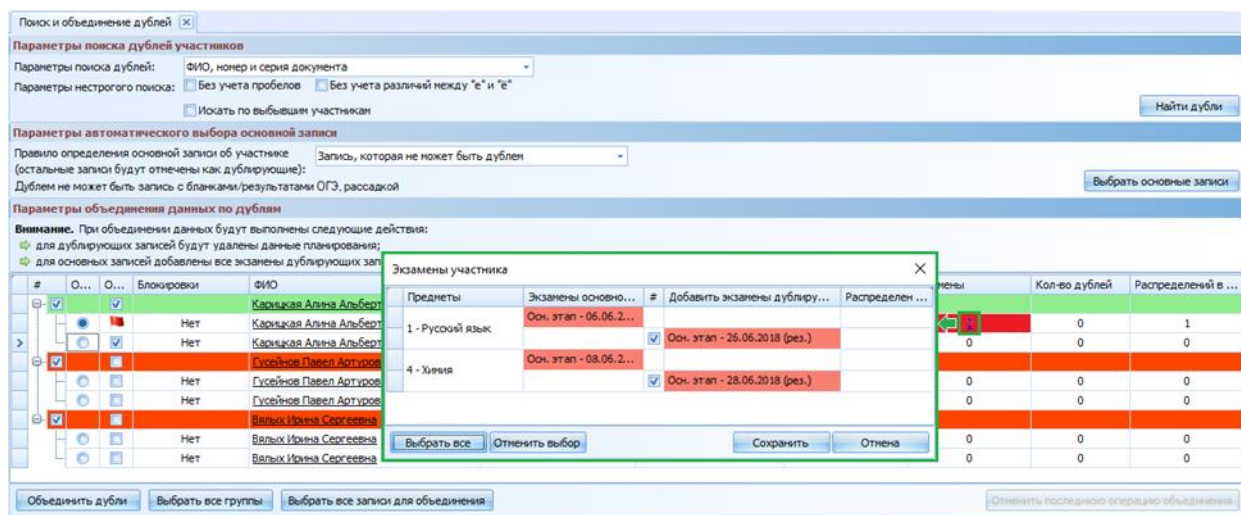 Поиск и объединение дублей
Параметры поиска дублей участников
Параметры поиска дублей: ФИО, номер и серия документа
Параметры нестрогого поиска: Без учета пробелов Без учета различий между "е" и "ё"
Искать по выбывшим участникам
Найти дубли
Параметры автоматического выбора основной записи
Правило определения основной записи об участнике
(остальные записи будут отмечены как дублирующие):
Запись, которая не может быть дублем
Дублем не может быть запись с бланками/результатами ОГЭ, рассадкой
Выбрать основные записи
Параметры объединения данных по дублям
Внимание. При объединении данных будут выполнены следующие действия:
для дублирующих записей будут удалены данные планирования;
для основных записей добавлены все экзамены дублирующих зап
# О... О... Блокировки ФИО мены Кол-во дублей Распределений в ...
Карицкая Алина Альберт
Нет Карицкая Алина Альберт 0 1
Нет Карицкая Алина Альберт 0 0 0
Гусейнов Павел Артуров
Нет Гусейнов Павел Артуров 0 0 0
Нет Гусейнов Павел Артуров 0 0 0
Вялых Ирина Сергеевна
Нет Вялых Ирина Сергеевна 0 0 0
Нет Вялых Ирина Сергеевна 0 0 0
Экзамены участника
Предметы Экзамены основно... # Добавить экзамены дублиру... Распределен ...
1 - Русский язык
Осн. этап - 06.06.2...
Осн. этап - 26.06.2018 (рез.)
4 - Химия
Осн. этап - 08.06.2...
Осн. этап - 28.06.2018 (рез.)
Выбрать все Отменить выбор Сохранить Отмена
Объединить дубли Выбрать все группы Выбрать все записи для объединения Отменить последнюю операцию объединения